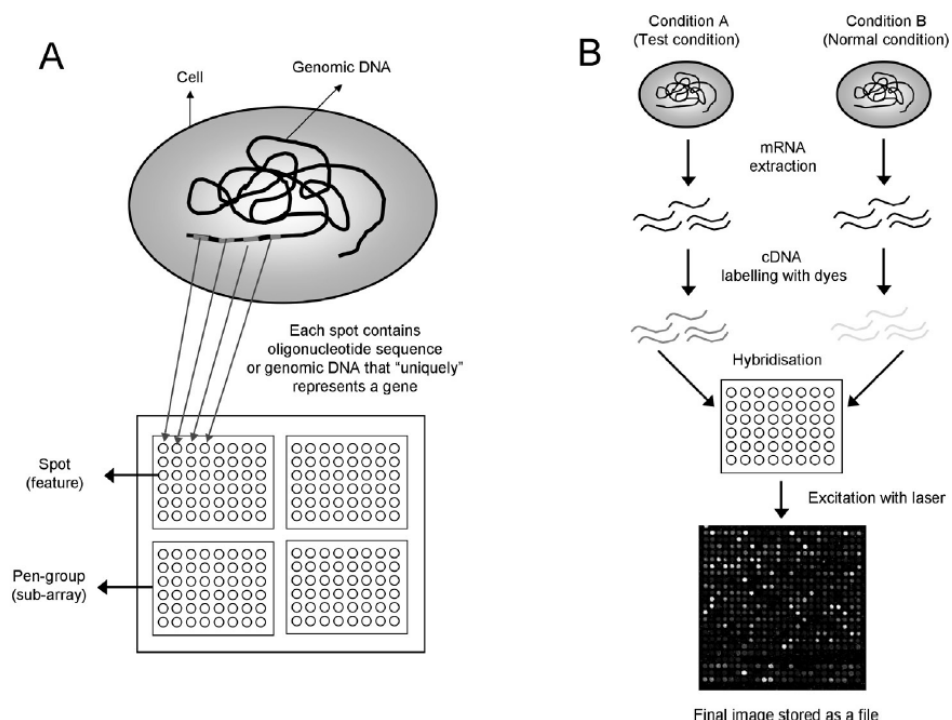 A
Cell
Genomic DNA
Each spot contains
oligonucleotide sequence
or genomic DNA that “uniquely”
represents a gene
Spot
(feature)
Pen-group
(sub-array)
B
Condition A
(Test condition)
Condition B
(Normal condition)
mRNA
extraction
cDNA
labelling with dyes
Hybridisation
Excitation with laser
Final image stored as a file